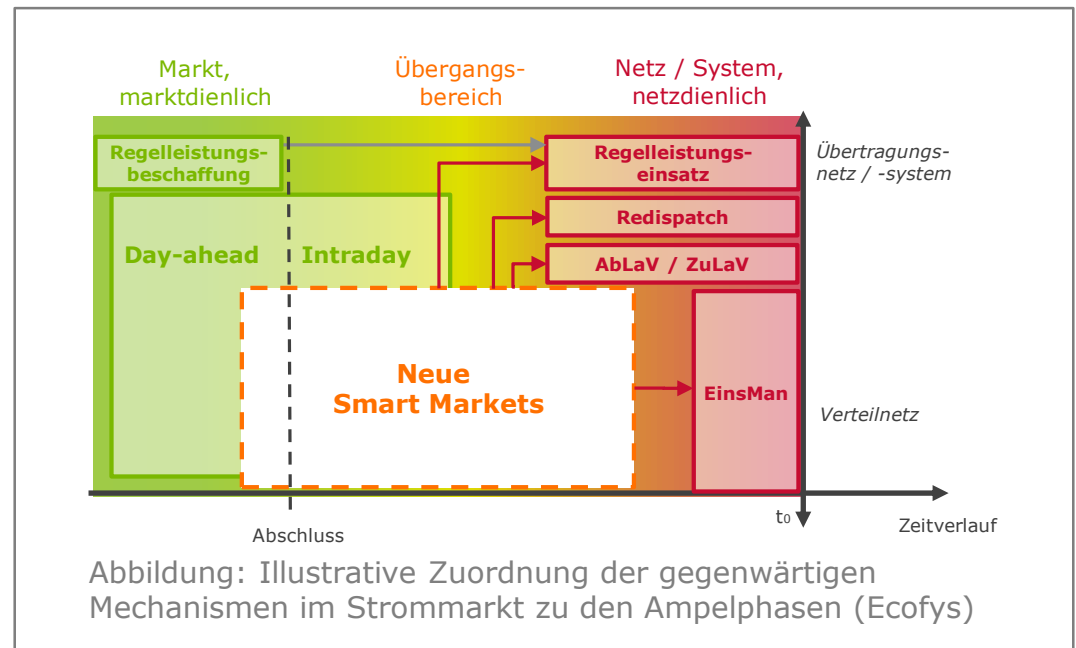 Markt,
marktdienlich
Übergangs-
bereich
Netz / System,
netzdienlich
Regelleistungs-
beschaffung
Regelleistungs-
einsatz
Übertragungs-
netz / -system
Redispatch
Day-ahead
Intraday
AbLaV / ZuLaV
Neue
Smart Markets
EinsMan
Verteilnetz
t0
Zeitverlauf
Abschluss
Abbildung: Illustrative Zuordnung der gegenwärtigen
Mechanismen im Strommarkt zu den Ampelphasen (Ecofys)